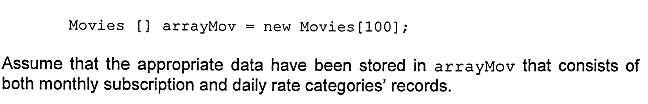 Movies [] arrayMov = new Movies[100];
Assume that the appropriate data have been stored in arrayMov that consists of
both monthly subscription and daily rate categories' records.